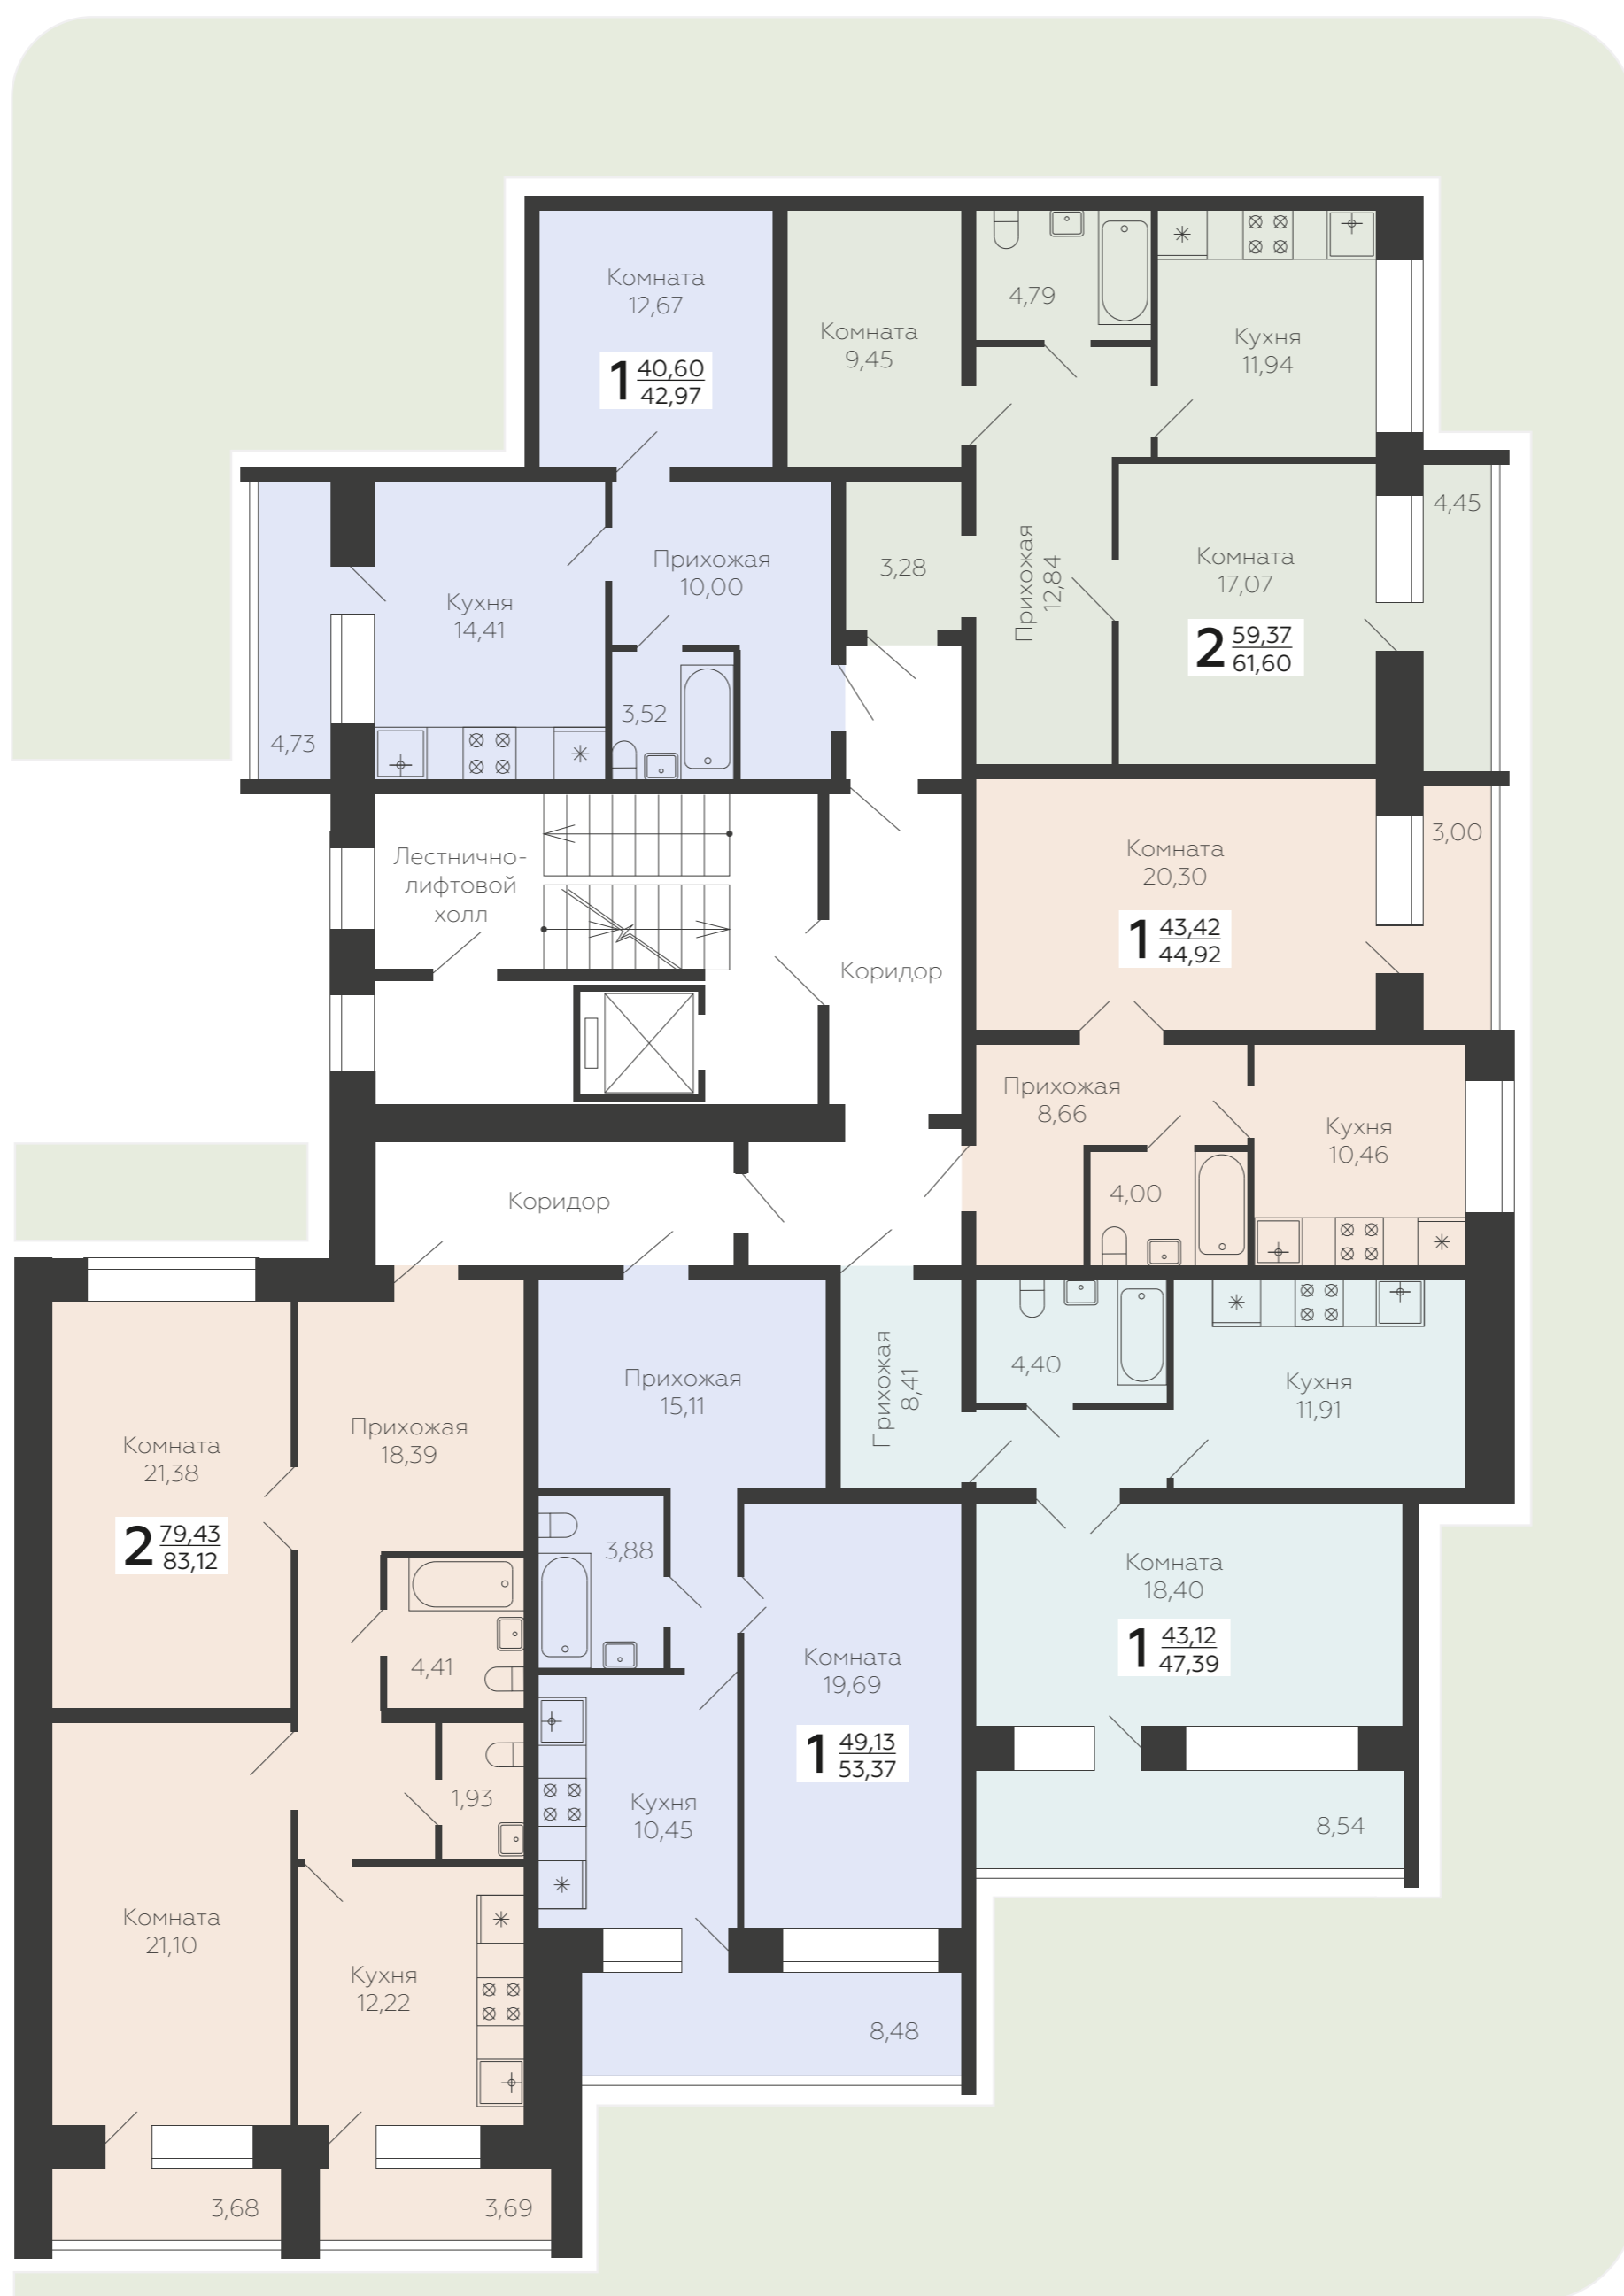 Комната
12,67
1 40,60
42,97
Комната
9,45
4,79
Кухня
11,94
4,73
Кухня
14,41
Прихожая
10,00
3,52
3,28
Прихожая
12,84
Комната
17,07
2 59,37
61,60
4,45
Лестнично-
лифтовой
холл
Коридор
Комната
20,30
1 43,42
44,92
3,00
Прихожая
8,66
4,00
Кухня
10,46
Коридор
Комната
21,38
2 79,43
83,12
Прихожая
18,39
4,41
1,93
Комната
21,10
Кухня
12,22
3,68
3,69
Прихожая
15,11
3,88
Комната
19,69
1 49,13
53,37
Кухня
10,45
8,48
Прихожая
8,41
4,40
Кухня
11,91
Комната
18,40
1 43,12
47,39
8,54